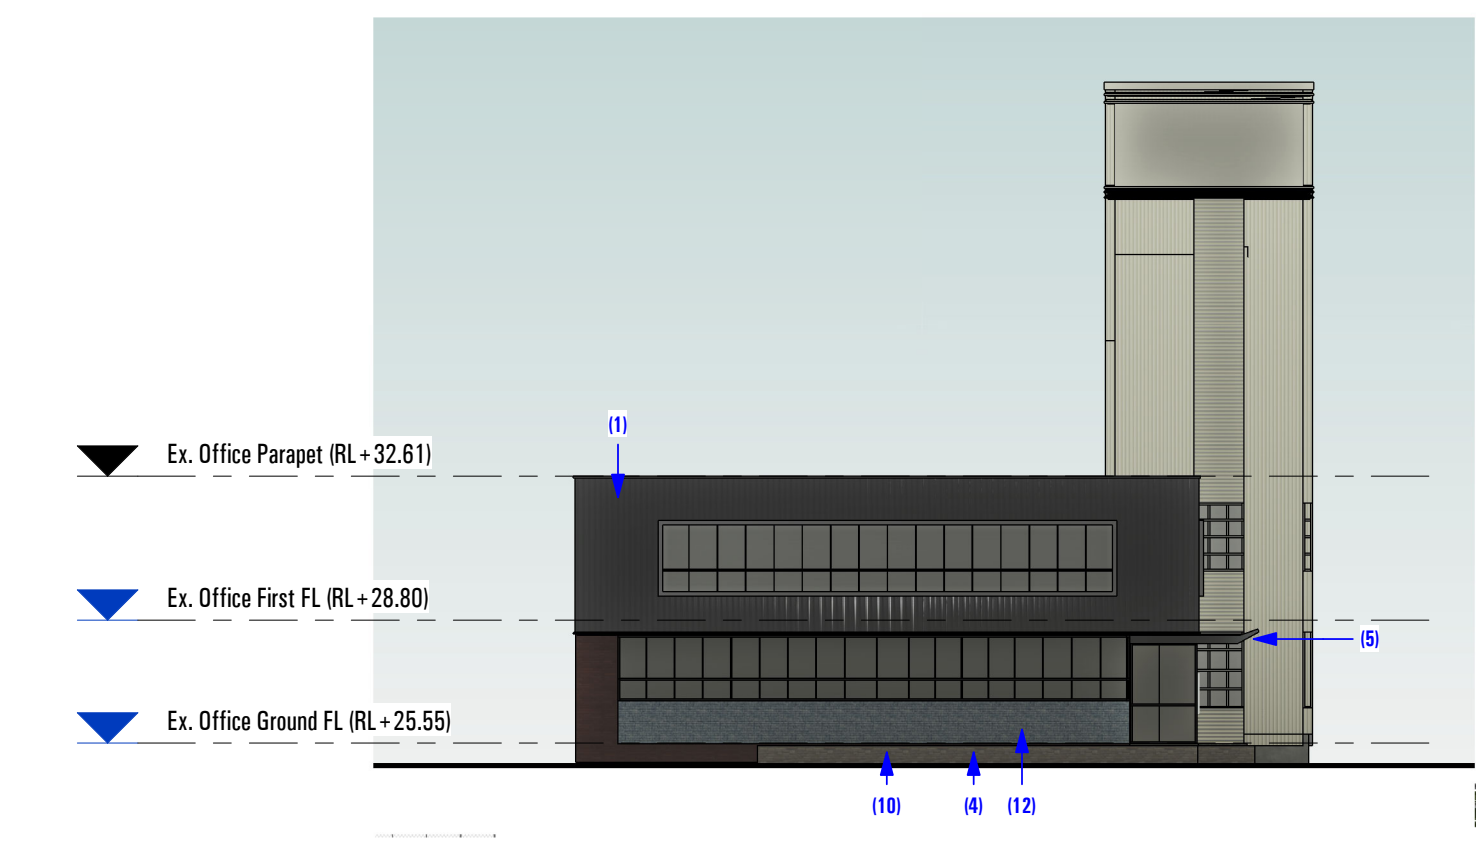 (1)
Ex. Office Parapet (RL+32.61)
Ex. Office First FL (RL+28.80)
(5)
Ex. Office Ground FL (RL+25.55)
(10)
(4)
(12)